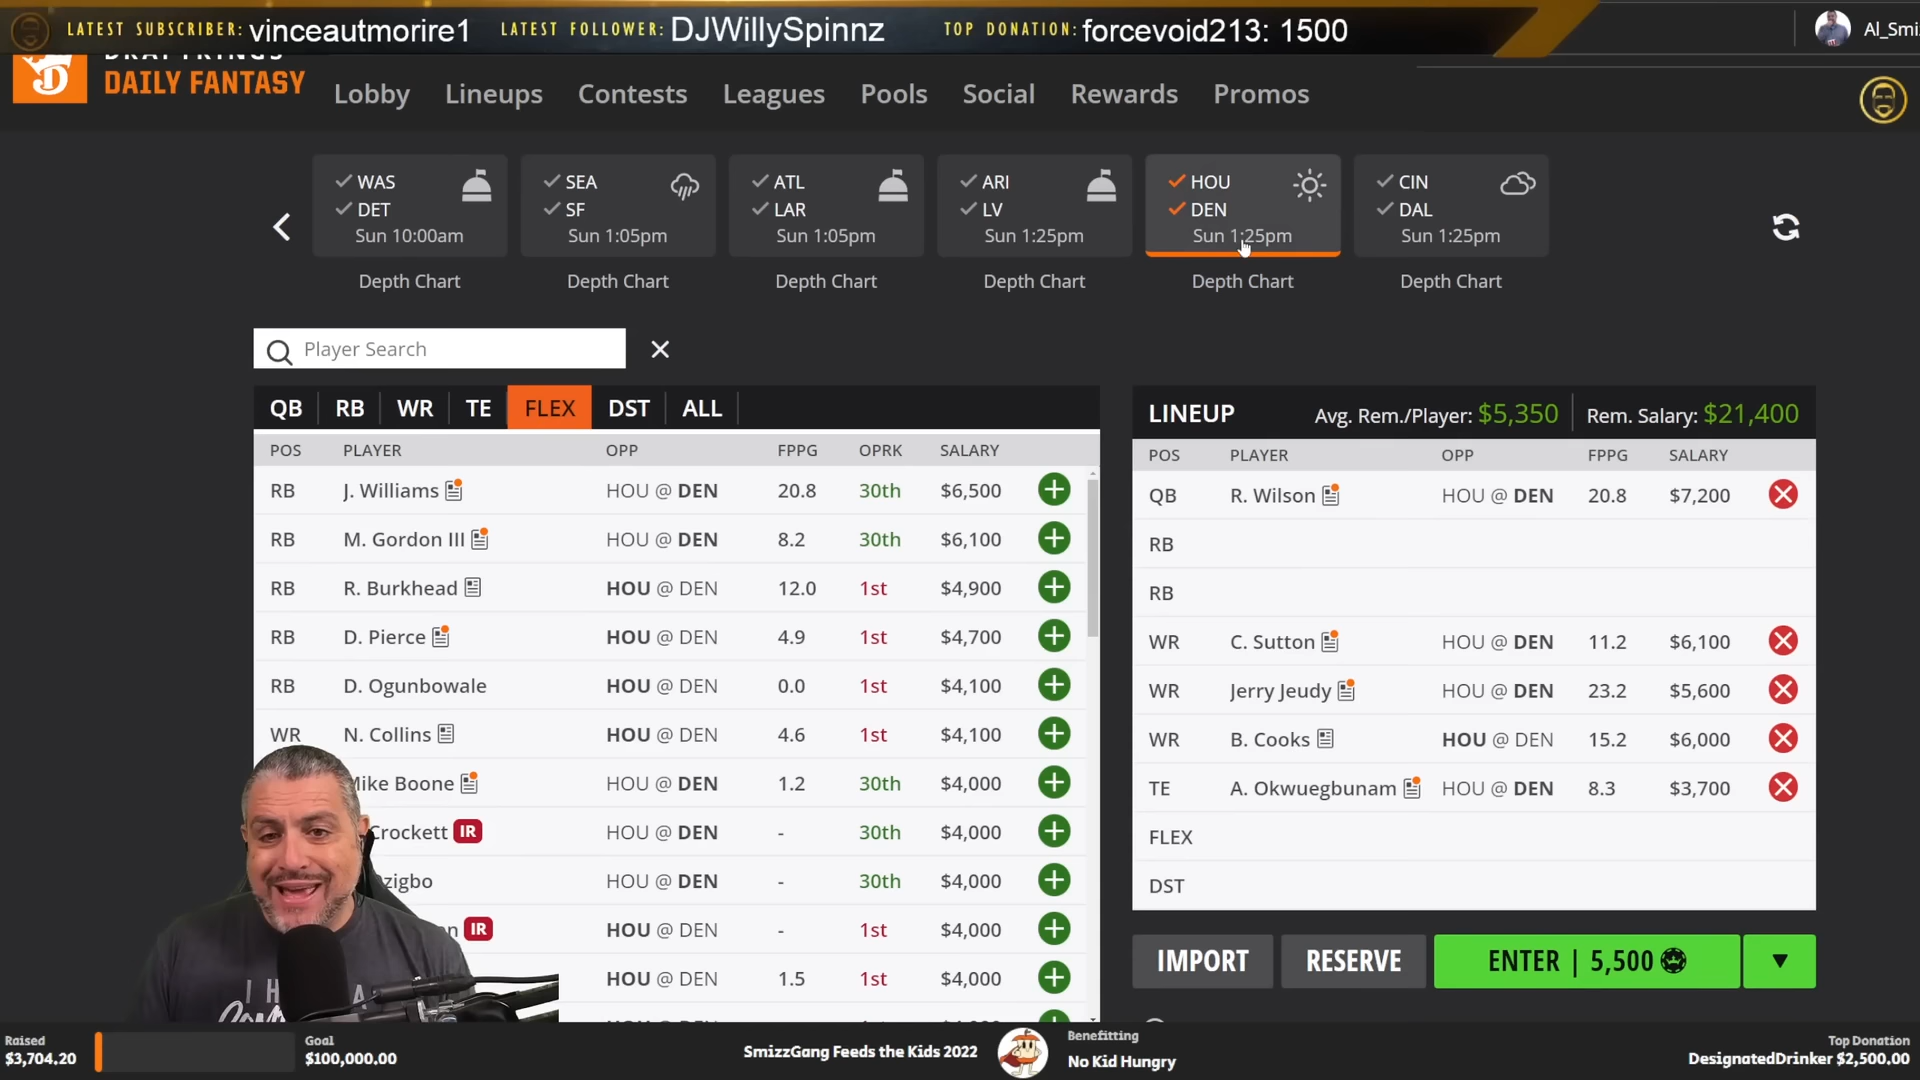 LATEST SUBSCRIBER: vinceautmorire1 LATEST FOLLOWER: DJWillySpinnz TOP DONATION: forcevoid213: 1500
DAILY FANTASY
Lobby Lineups Contests Leagues Pools Social Rewards Promos
WAS
DET
Sun 10:00am
Depth Chart
SEA
SF
Sun 1:05pm
Depth Chart
ATL
LAR
Sun 1:05pm
Depth Chart
ARI
LV
Sun 1:25pm
Depth Chart
HOU
DEN
Sun 1:25pm
Depth Chart
CIN
DAL
Sun 1:25pm
Depth Chart
Player Search
QB RB WR TE FLEX DST ALL
POS PLAYER OPP FPPG OPRK SALARY
RB J. Williams HOU @ DEN 20.8 30th $6,500
RB M. Gordon III HOU @ DEN 8.2 30th $6,100
RB R. Burkhead HOU @ DEN 12.0 1st $4,900
RB D. Pierce HOU @ DEN 4.9 1st $4,700
RB D. Ogunbowale HOU @ DEN 0.0 1st $4,100
WR N. Collins HOU @ DEN 4.6 1st $4,100
Mike Boone HOU @ DEN 1.2 30th $4,000
Crockett IR HOU @ DEN - 30th $4,000
HOU @ DEN - 30th $4,000
IR HOU @ DEN - 1st $4,000
HOU @ DEN 1.5 1st $4,000
LINEUP Avg. Rem./Player: $5,350 Rem. Salary: $21,400
POS PLAYER OPP FPPG SALARY
QB R. Wilson HOU @ DEN 20.8 $7,200
RB
RB
WR C. Sutton HOU @ DEN 11.2 $6,100
WR Jerry Jeudy HOU @ DEN 23.2 $5,600
WR B. Cooks HOU @ DEN 15.2 $6,000
TE A. Okwuegbunam HOU @ DEN 8.3 $3,700
FLEX
DST
IMPORT RESERVE ENTER | 5,500
Raised
$3,704.20
Goal
$100,000.00
SmizzGang Feeds the Kids 2022
Benefitting
No Kid Hungry
Top Donation
DesignatedDrinker $2,500.00